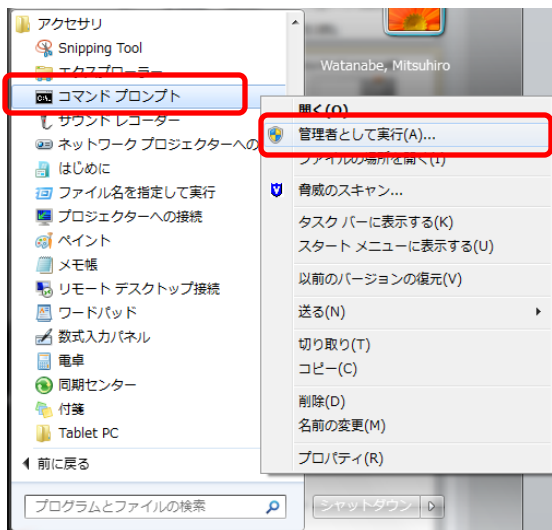 アクセサリ
Snipping Tool
エクスプローラー
コマンド プロンプト
サウンド レコーダー
ネットワーク プロジェクターへの
はじめに
ファイル名を指定して実行
プロジェクターへの接続
ペイント
メモ帳
リモート デスクトップ接続
ワードパッド
数式入力パネル
電卓
同期センター
付箋
Tablet PC
前に戻る
プログラムとファイルの検索
Watanabe, Mitsuhiro
開く(O)
管理者として実行(A)...
ファイルの場所を開く(I)
脅威のスキャン...
タスク バーに表示する(K)
スタート メニューに表示する(U)
以前のバージョンの復元(V)
送る(N)
切り取り(T)
コピー(C)
削除(D)
名前の変更(M)
プロパティ(R)
シャットダウン